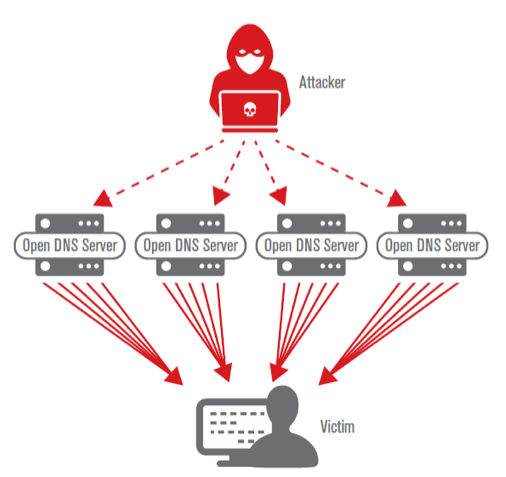 Attacker
Open DNS Server
Open DNS Server
Open DNS Server
Open DNS Server
Victim